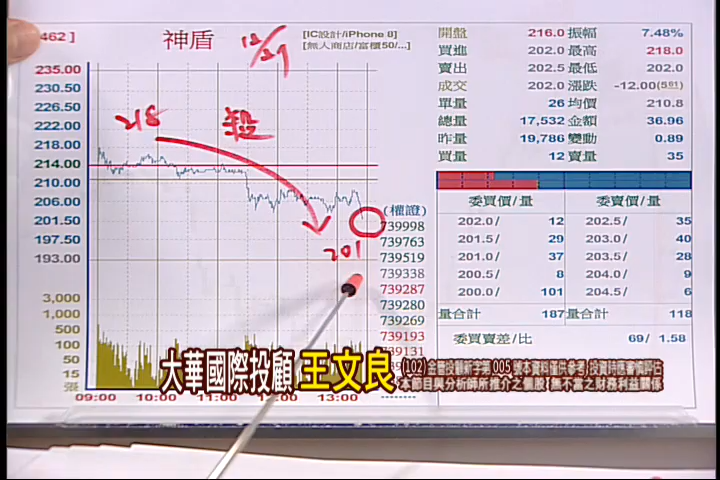 462 ]
神盾
12/27
[IC設計/iPhone 8]
[無人商店/富櫃50/...]
235.00
230.50
226.50
222.00
218.00
214.00
210.00
206.00
201.50
197.50
193.00
3,000
1,000
500
100
50
15
張
218
殺
201
09:00
10:00
11:00
12:00
13:00
(權證)
739998
739763
739519
739338
739287
739280
739269
739193
739131
開盤 216.0 振幅 7.48%
買進 202.0 最高 218.0
賣出 202.5 最低 202.0
成交 202.0 漲跌 -12.00
單量 26 均價 210.8
總量 17,532 金額 36.96
昨量 19,786 變動 0.89
買量 12 賣量 35
委買價/量 委賣價/量
202.0/ 12 202.5/ 35
201.5/ 29 203.0/ 40
201.0/ 37 203.5/ 28
200.5/ 8 204.0/ 9
200.0/ 101 204.5/ 6
量合計 187 量合計 118
委買賣差/比 69/ 1.58
大華國際投顧 王文良
(102)金管投顧新字第 005 號本資料僅供參考,投資時應審慎評估
本節目與分析師所推介之個股,無不當之財務利益關係